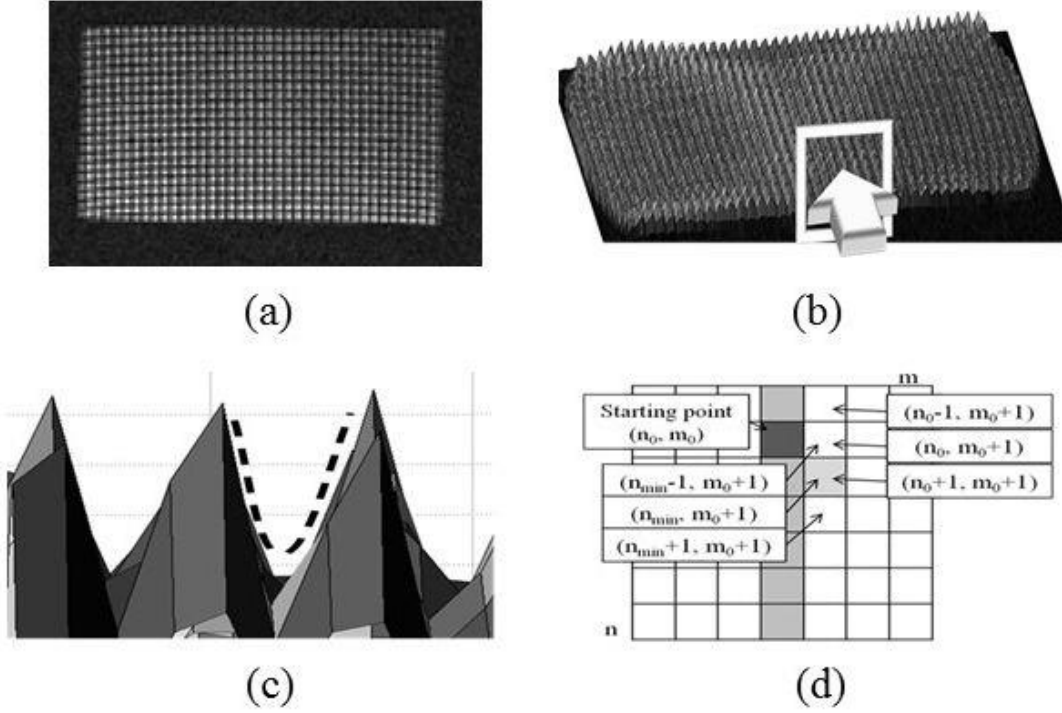 (a)
(b)
(c)
m
Starting point
(n₀, m₀)
(n₀-1, m₀+1)
(n₀, m₀+1)
(n₀+1, m₀+1)
(nₘᵢₙ-1, m₀+1)
(nₘᵢₙ, m₀+1)
(nₘᵢₙ+1, m₀+1)
n
(d)